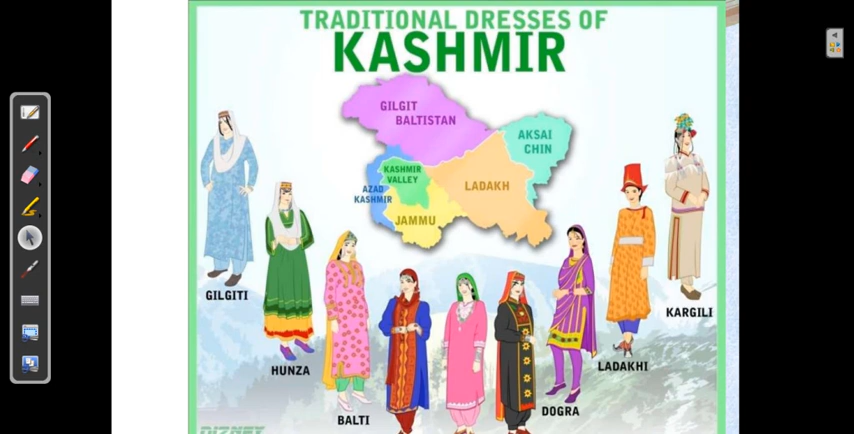 TRADITIONAL DRESSES OF
KASHMIR
GILGIT
BALTISTAN
AKSAI
CHIN
KASHMIR
VALLEY
AZAD
KASHMIR
LADAKH
JAMMU
GILGITI
KARGILI
HUNZA
LADAKHI
DOGRA
BALTI